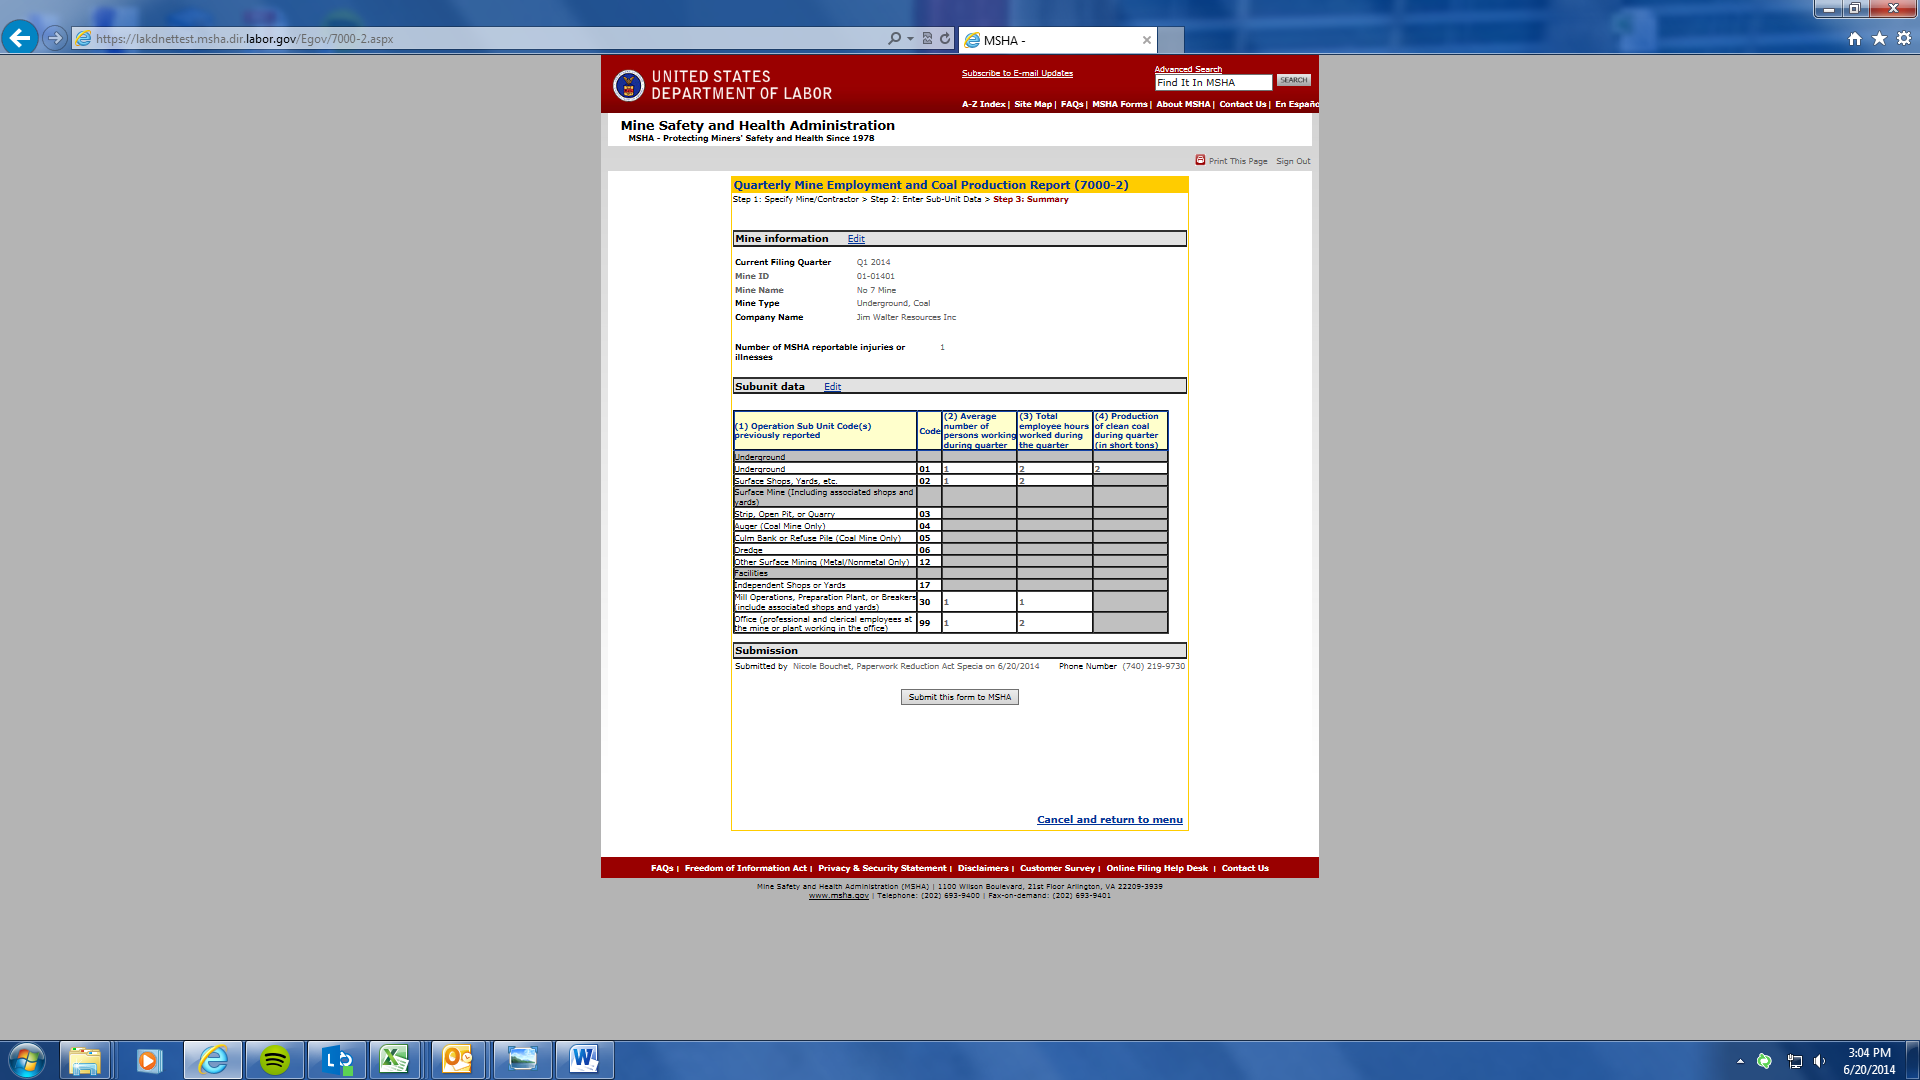 https://lakdnettest.msha.dir.labor.gov/Egov/7000-2.aspx
MSHA -
UNITED STATES
DEPARTMENT OF LABOR
Subscribe to E-mail Updates
Advanced Search
Find It In MSHA
SEARCH
A-Z Index | Site Map | FAQs | MSHA Forms | About MSHA | Contact Us | En Españo
Mine Safety and Health Administration
MSHA - Protecting Miners' Safety and Health Since 1978
Print This Page Sign Out
Quarterly Mine Employment and Coal Production Report (7000-2)
Step 1: Specify Mine/Contractor > Step 2: Enter Sub-Unit Data > Step 3: Summary
Mine information Edit
Current Filing Quarter Q1 2014
Mine ID 01-01401
Mine Name No 7 Mine
Mine Type Underground, Coal
Company Name Jim Walter Resources Inc
Number of MSHA reportable injuries or 1
illnesses
Subunit data Edit
(1) Operation Sub Unit Code(s)
previously reported
Code
(2) Average
number of
persons working
during quarter
(3) Total
employee hours
worked during
the quarter
(4) Production
of clean coal
during quarter
(in short tons)
Underground
Underground 01 1 2 2
Surface Shops, Yards, etc. 02 1 2
Surface Mine (Including associated shops and
yards)
Strip, Open Pit, or Quarry 03
Auger (Coal Mine Only) 04
Culm Bank or Refuse Pile (Coal Mine Only) 05
Dredge 06
Other Surface Mining (Metal/Nonmetal Only) 12
Facilities
Independent Shops or Yards 17
Mill Operations, Preparation Plant, or Breakers
(include associated shops and yards) 30 1 1
Office (professional and clerical employees at
the mine or plant working in the office) 99 1 2
Submission
Submitted by Nicole Bouchet, Paperwork Reduction Act Specia on 6/20/2014 Phone Number (740) 219-9730
Submit this form to MSHA
Cancel and return to menu
FAQs | Freedom of Information Act | Privacy & Security Statement | Disclaimers | Customer Survey | Online Filing Help Desk | Contact Us
Mine Safety and Health Administration (MSHA) | 1100 Wilson Boulevard, 21st Floor Arlington, VA 22209-3939
www.msha.gov | Telephone: (202) 693-9400 | Fax-on-demand: (202) 693-9401
3:04 PM
6/20/2014